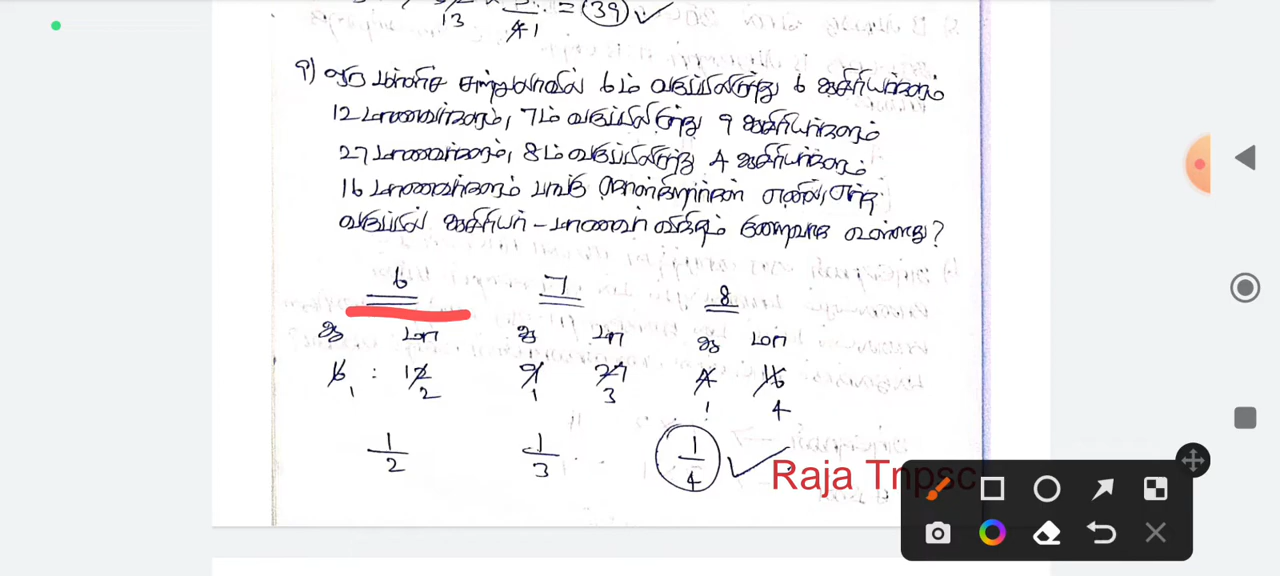 13 41 = 39 ✓
9) ஒரு பள்ளிச் சுற்றுலாவில் 6ம் வகுப்பிலிருந்து 6 ஆசிரியர்களும்
12 மாணவர்களும், 7ம் வகுப்பிலிருந்து 9 ஆசிரியர்களும்
27 மாணவர்களும், 8ம் வகுப்பிலிருந்து 4 ஆசிரியர்களும்
16 மாணவர்களும் பங்கு கொள்கிறார்கள் எனில், எந்த
வகுப்பில் ஆசிரியர் - மாணவர் விகிதம் குறைவாக உள்ளது?
6 7 8
ஆ மா ஆ மா ஆ மா
6 : 12 9 27 4 16
1 2 1 3 1 4
1/2 1/3 1/4 ✓
Raja Tnpsc